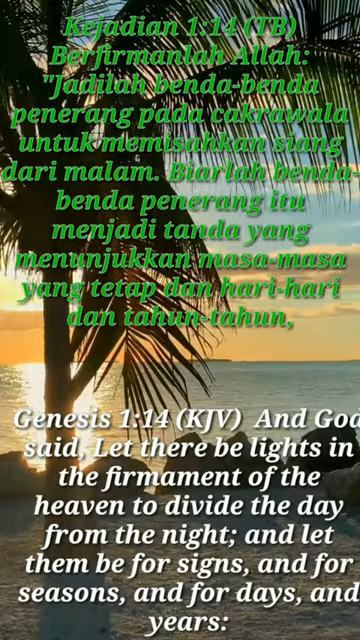 Kejadian 1:14 (TB)
Berfirmanlah Allah:
"Jadilah benda-benda
penerang pada cakrawala
untuk memisahkan siang
dari malam. Biarlah benda-
benda penerang itu
menjadi tanda yang
menunjukkan masa-masa
yang tetap dan hari-hari
dan tahun-tahun,
Genesis 1:14 (KJV)  And God
said, Let there be lights in
the firmament of the
heaven to divide the day
from the night; and let
them be for signs, and for
seasons, and for days, and
years: